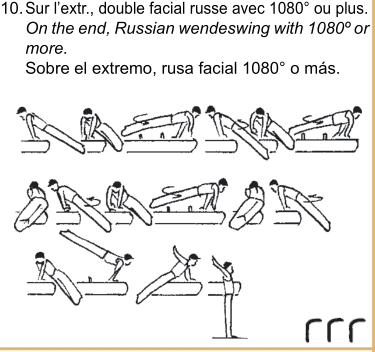 10. Sur l'extr., double facial russe avec 1080° ou plus.
On the end, Russian wendeswing with 1080º or
more.
Sobre el extremo, rusa facial 1080° o más.